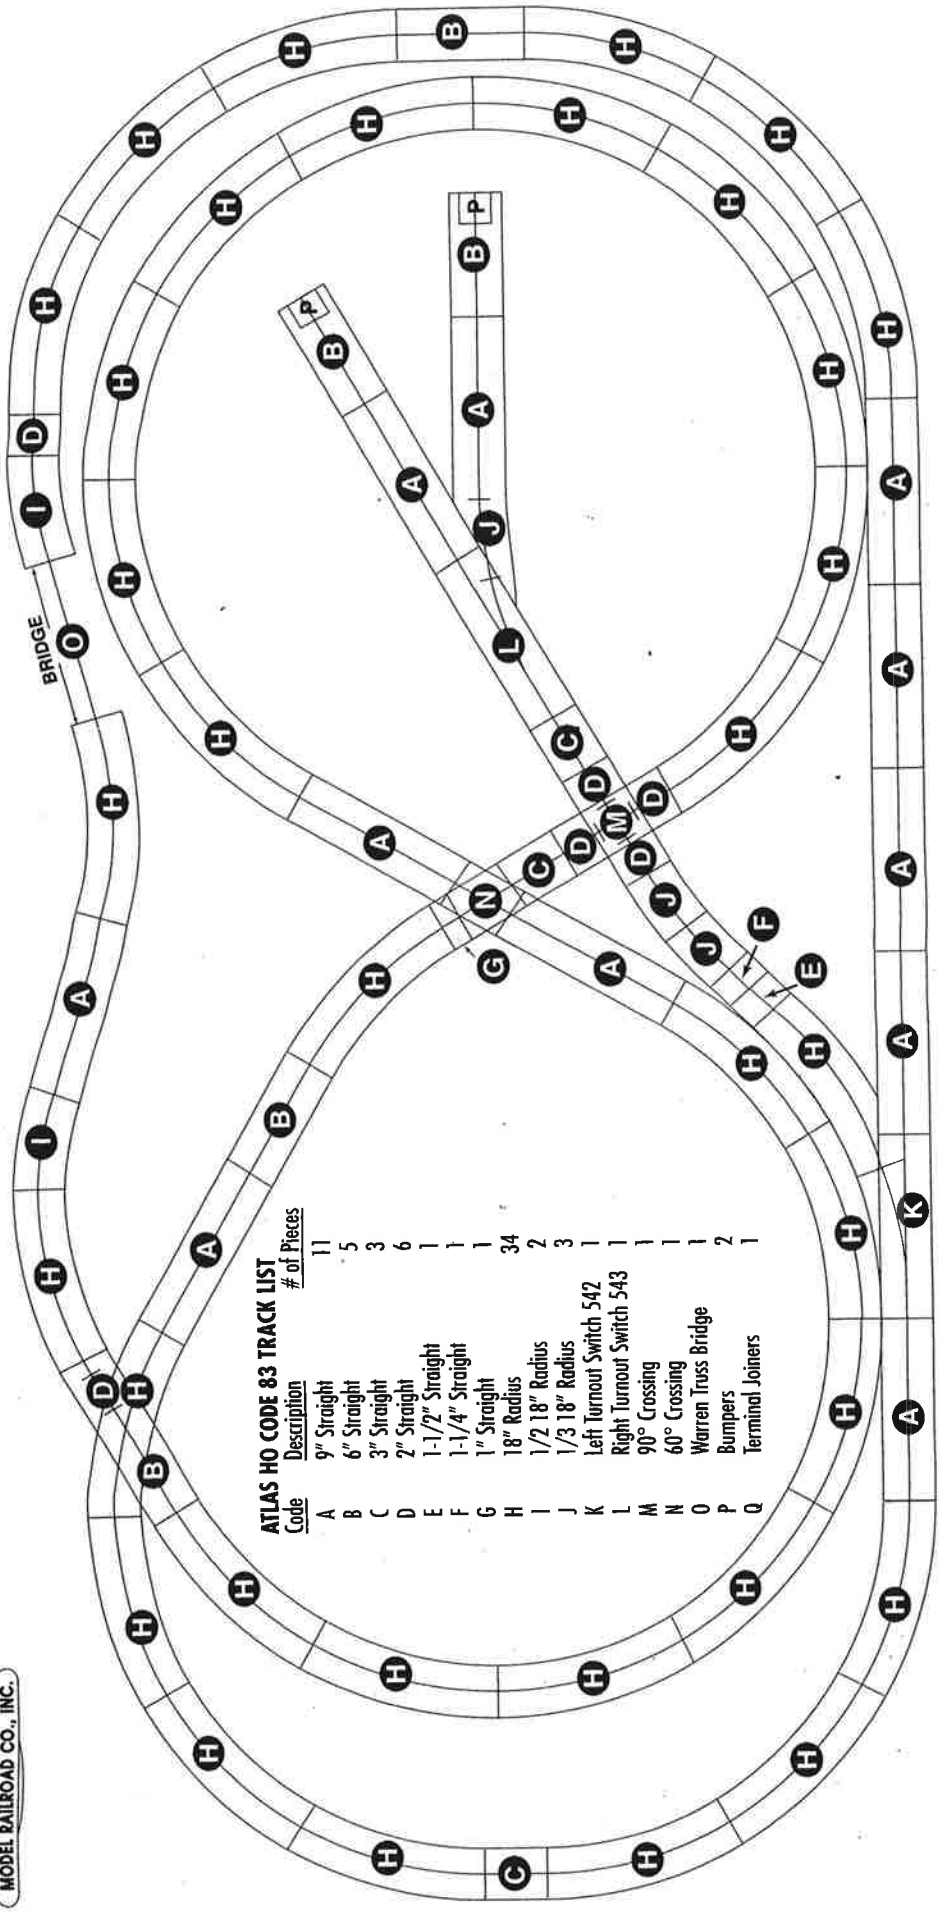 MODEL RAILROAD CO., INC.
BRIDGE
ATLAS HO CODE 83 TRACK LIST
Code Description # of Pieces
A 9" Straight 11
B 6" Straight 5
C 3" Straight 3
D 2" Straight 6
E 1-1/2" Straight 1
F 1-1/4" Straight 1
G 1" Straight 1
H 18" Radius 34
I 1/2 18" Radius 2
J 1/3 18" Radius 3
K Left Turnout Switch 542 1
L Right Turnout Switch 543 1
M 90° Crossing 1
N 60° Crossing 1
O Warren Truss Bridge 1
P Bumpers 2
Q Terminal Joiners 1
B
H
H
H
A
A
A
A
K
A
H
H
H
C
H
H
H
H
A
B
H
G
N
C
D
M
D
H
H
H
H
H
H
H
H
H
H
A
A
H
H
H
H
H
H
H
B
D
H
I
A
H
O
I
D
H
H
H
H
E
F
J
J
D
D
C
L
A
B
P
J
A
B
P